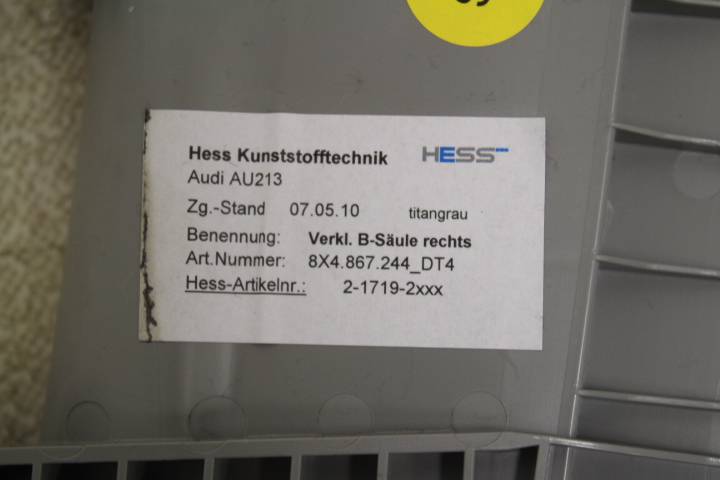 Hess Kunststofftechnik HESS
Audi AU213
Zg.-Stand 07.05.10 titangrau
Benennung: Verkl. B-Säule rechts
Art.Nummer: 8X4.867.244_DT4
Hess-Artikelnr.: 2-1719-2xxx